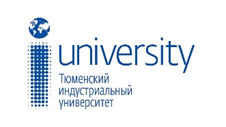 i university
Тюменский
индустриальный
университет